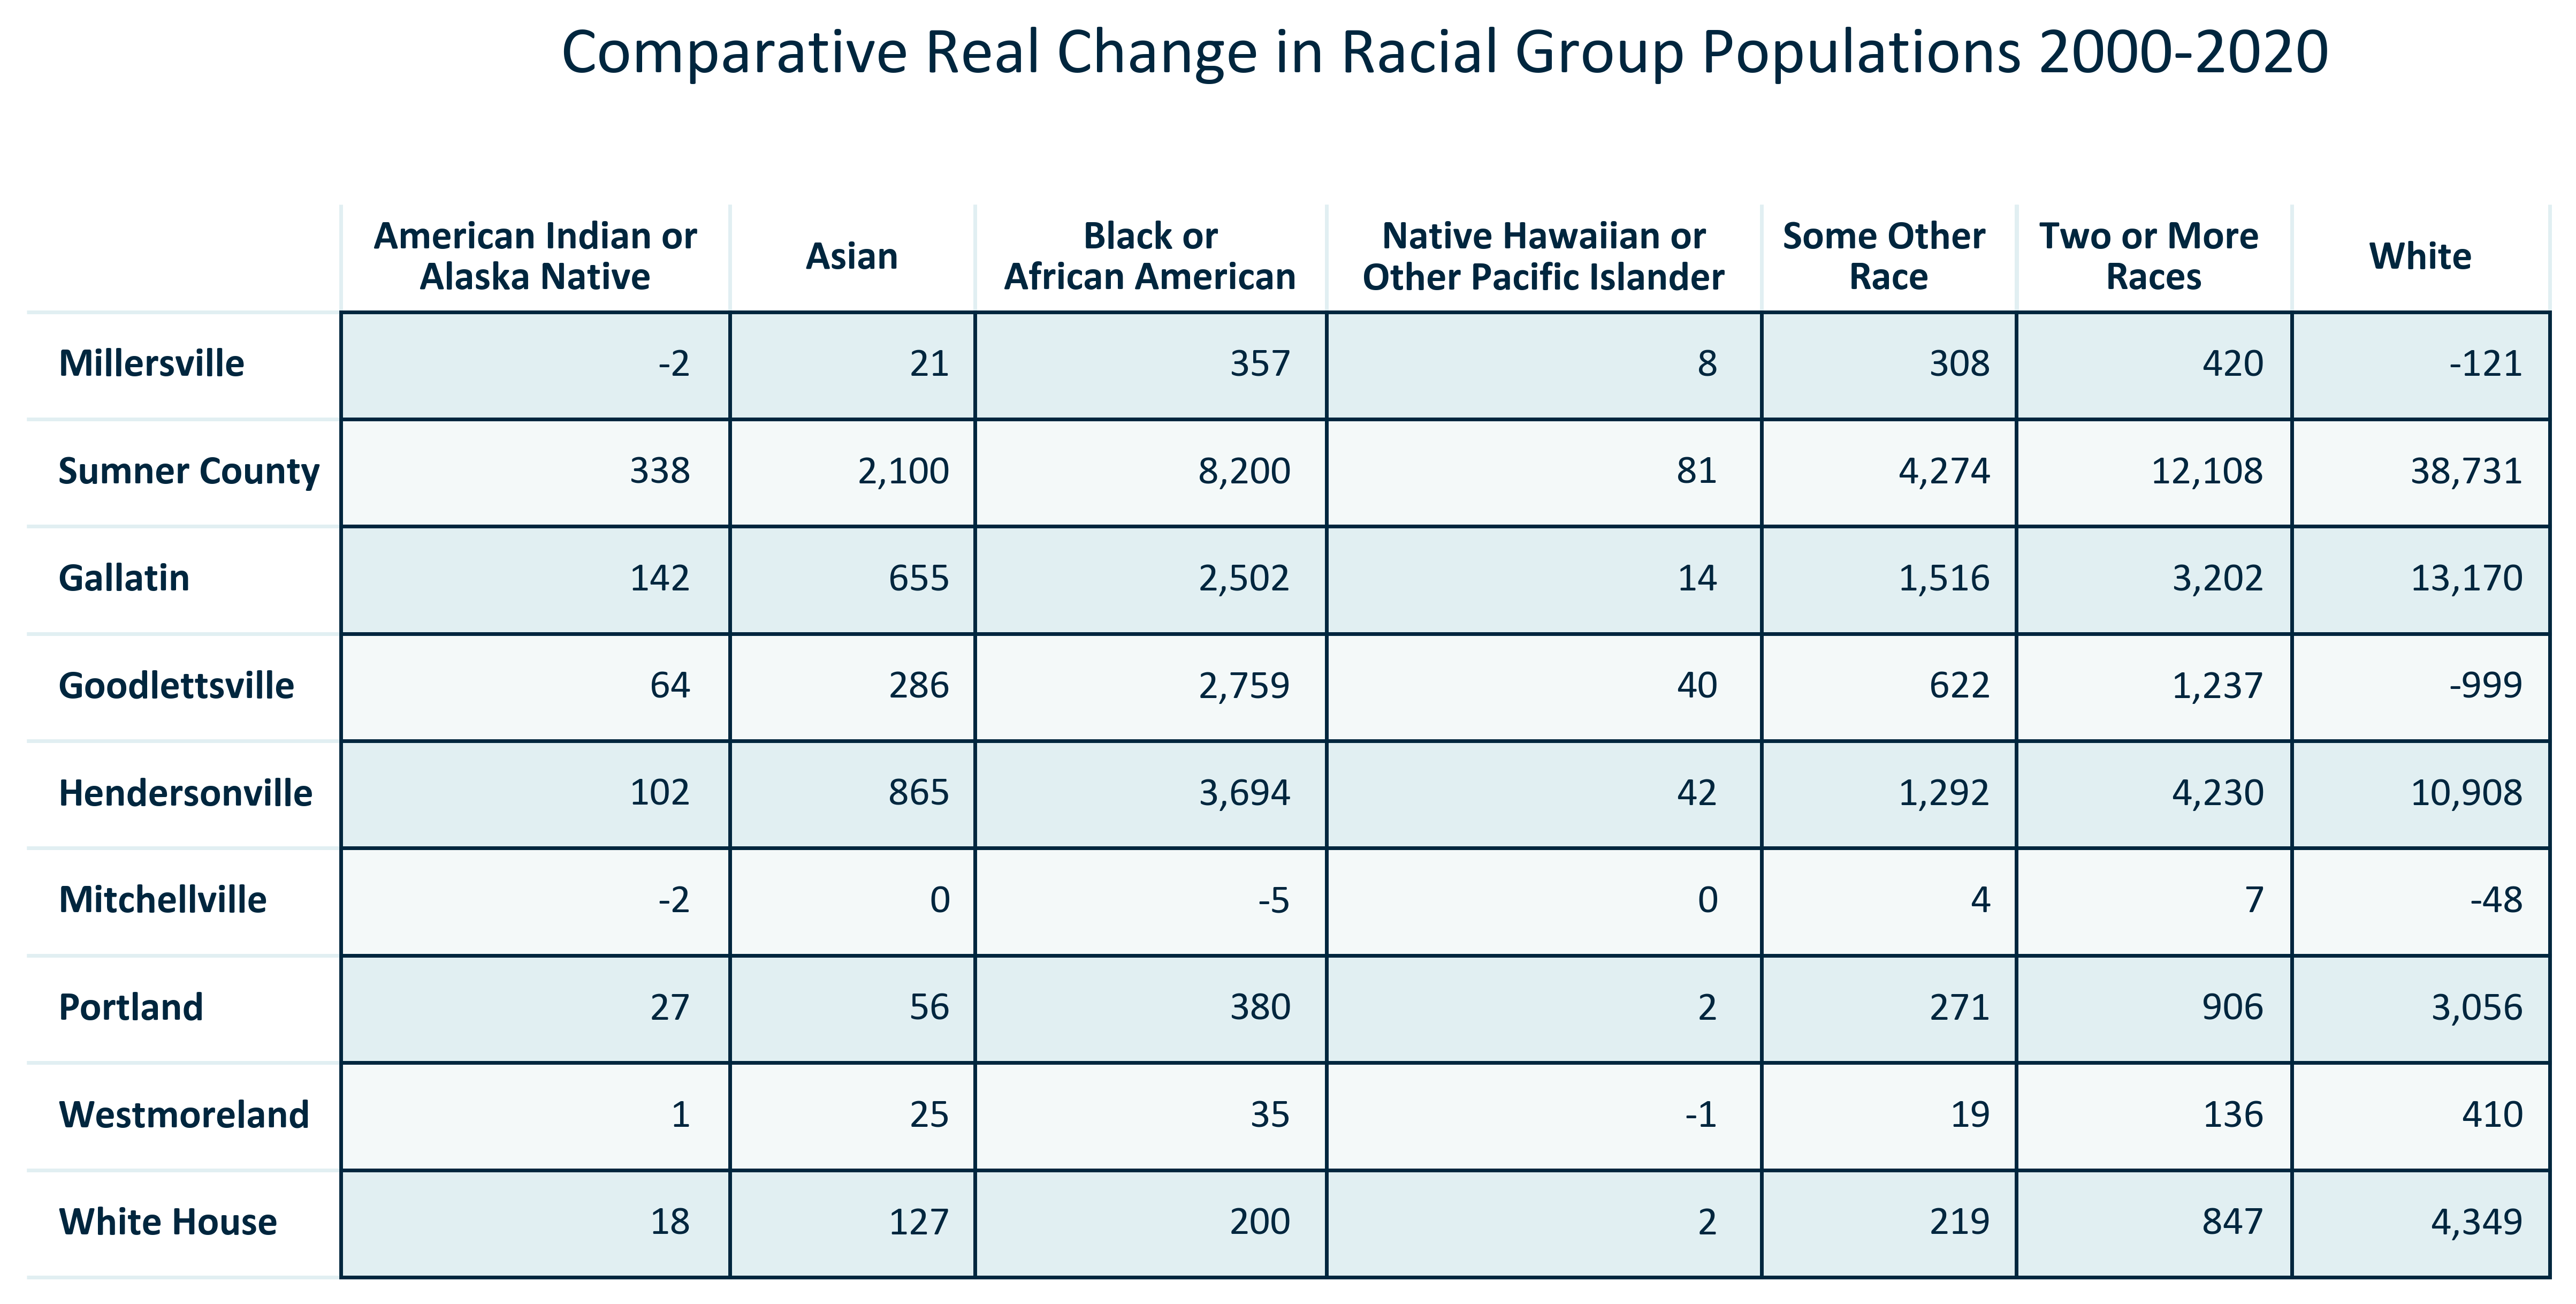 Comparative Real Change in Racial Group Populations 2000-2020
American Indian or Alaska Native Asian Black or African American Native Hawaiian or Other Pacific Islander Some Other Race Two or More Races White
Millersville -2 21 357 8 308 420 -121
Sumner County 338 2,100 8,200 81 4,274 12,108 38,731
Gallatin 142 655 2,502 14 1,516 3,202 13,170
Goodlettsville 64 286 2,759 40 622 1,237 -999
Hendersonville 102 865 3,694 42 1,292 4,230 10,908
Mitchellville -2 0 -5 0 4 7 -48
Portland 27 56 380 2 271 906 3,056
Westmoreland 1 25 35 -1 19 136 410
White House 18 127 200 2 219 847 4,349